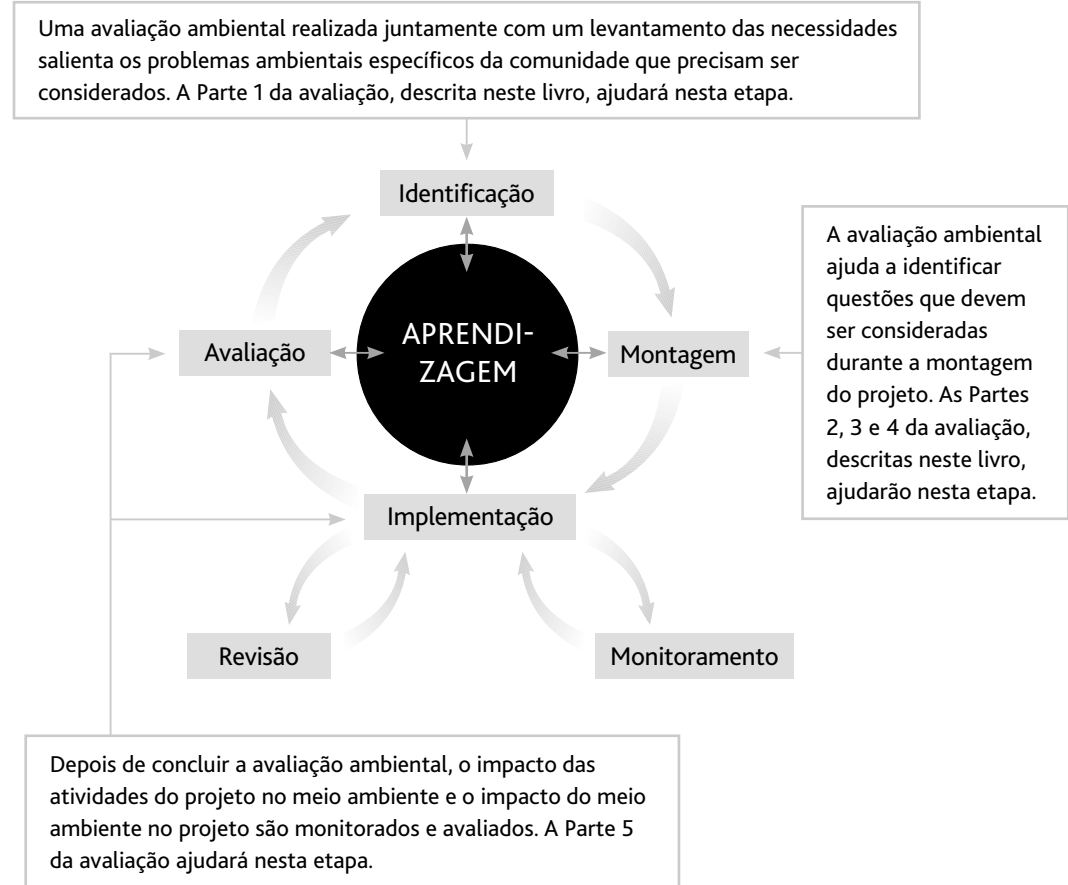 Uma avaliação ambiental realizada juntamente com um levantamento das necessidades
salienta os problemas ambientais específicos da comunidade que precisam ser
considerados. A Parte 1 da avaliação, descrita neste livro, ajudará nesta etapa.
Identificação
A avaliação ambiental
ajuda a identificar
questões que devem
ser consideradas
durante a montagem
do projeto. As Partes
2, 3 e 4 da avaliação,
descritas neste livro,
ajudarão nesta etapa.
Avaliação
APRENDI-
ZAGEM
Montagem
Implementação
Revisão
Monitoramento
Depois de concluir a avaliação ambiental, o impacto das
atividades do projeto no meio ambiente e o impacto do meio
ambiente no projeto são monitorados e avaliados. A Parte 5
da avaliação ajudará nesta etapa.